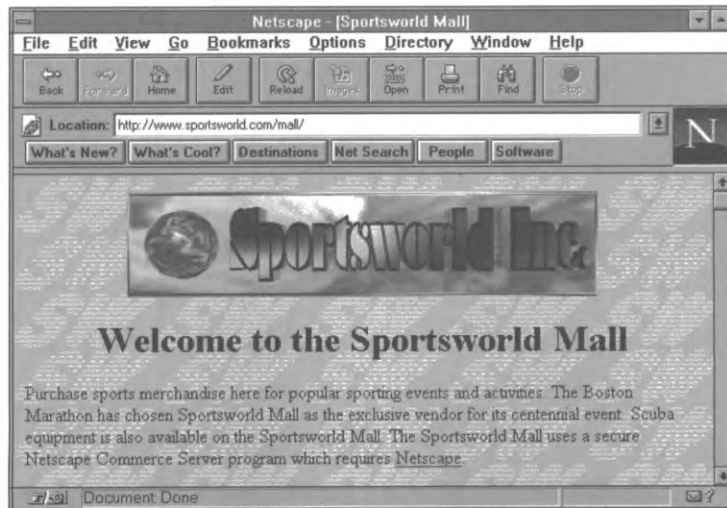 Netscape - [Sportsworld Mall]
File Edit View Go Bookmarks Options Directory Window Help
Back Forward Home Edit Reload Images Open Print Find Stop
Location: http://www.sportsworld.com/mall/
N
What's New? What's Cool? Destinations Net Search People Software
Sportsworld Inc.
Welcome to the Sportsworld Mall
Purchase sports merchandise here for popular sporting events and activities. The Boston
Marathon has chosen Sportsworld Mall as the exclusive vendor for its centennial event. Scuba
equipment is also available on the Sportsworld Mall. The Sportsworld Mall uses a secure
Netscape Commerce Server program which requires Netscape.
Document Done
?